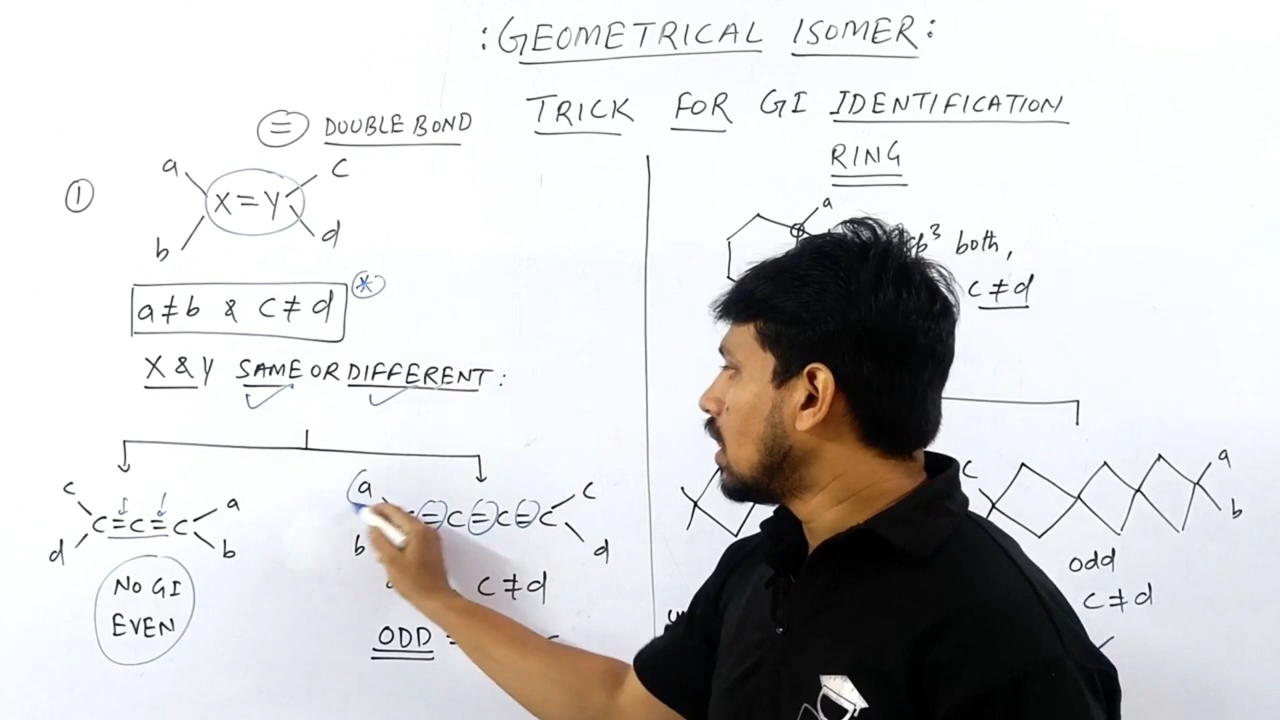 :GEOMETRICAL ISOMER:
TRICK FOR GI IDENTIFICATION
= DOUBLE BOND
1
a c
X=Y
b d
a≠b & c≠d *
X & Y SAME OR DIFFERENT:
c a
C=C=C
d b
NO GI
EVEN
a c
=C=C=C
b d
c≠d
ODD =
RING
a
both,
c≠d
c a
b
odd
c≠d